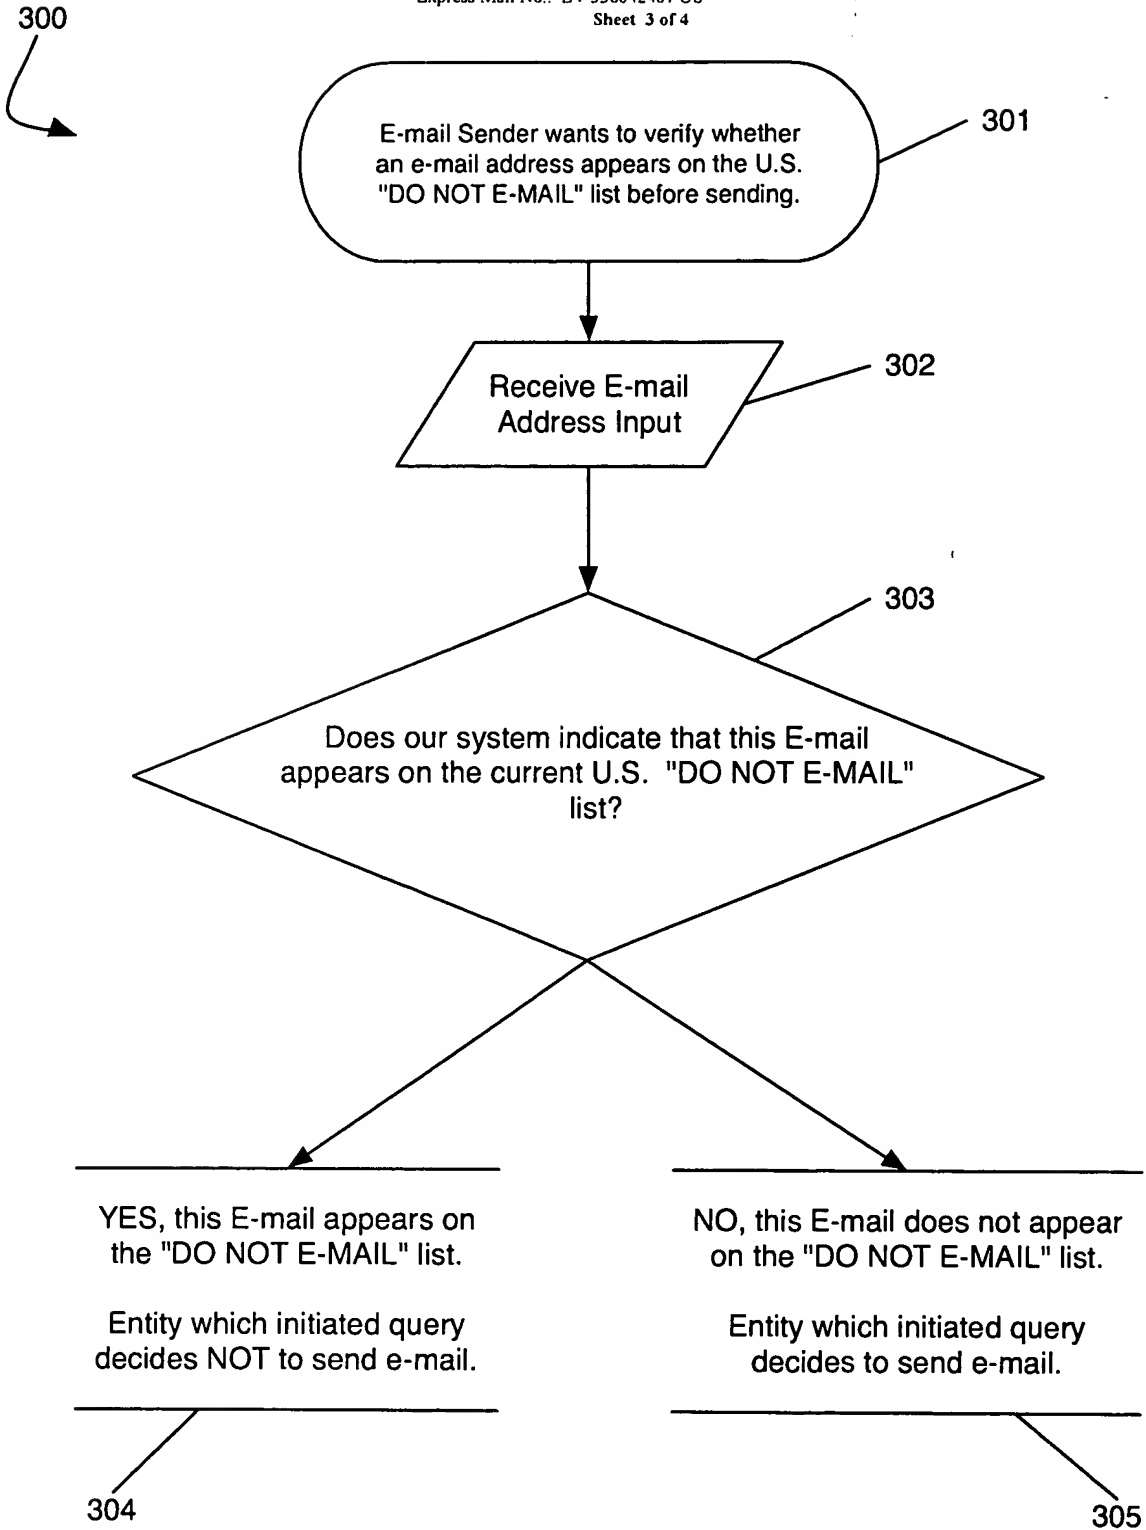 Sheet 3 of 4
300
E-mail Sender wants to verify whether
an e-mail address appears on the U.S.
"DO NOT E-MAIL" list before sending.
301
Receive E-mail
Address Input
302
303
Does our system indicate that this E-mail
appears on the current U.S. "DO NOT E-MAIL"
list?
YES, this E-mail appears on
the "DO NOT E-MAIL" list.
Entity which initiated query
decides NOT to send e-mail.
304
NO, this E-mail does not appear
on the "DO NOT E-MAIL" list.
Entity which initiated query
decides to send e-mail.
305